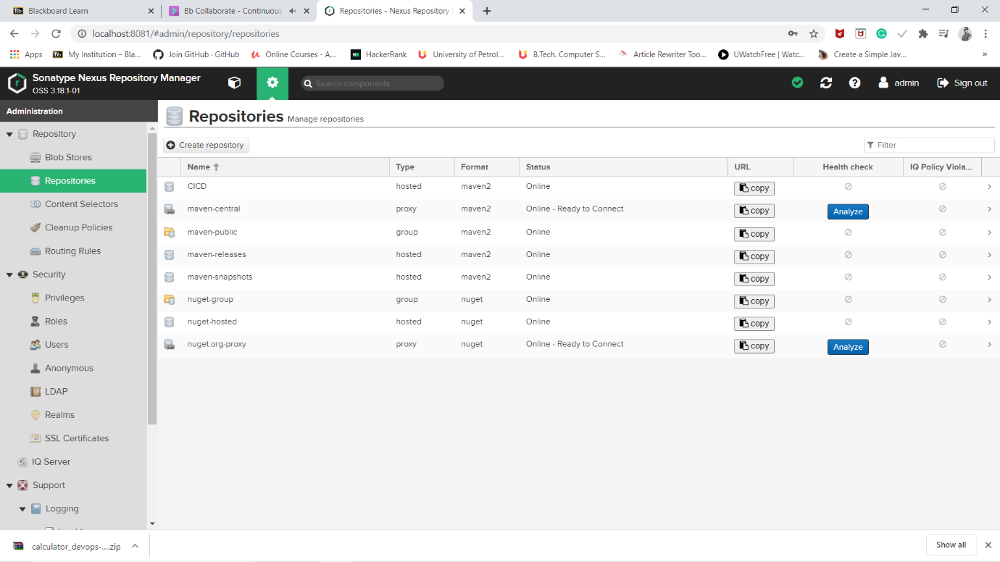 Blackboard Learn
Bb Collaborate - Continuous
Repositories - Nexus Repository
localhost:8081/#admin/repository/repositories
Apps
My Institution – Bla...
Join GitHub · GitHub
Online Courses - A...
HackerRank
University of Petrol...
B.Tech. Computer S...
Article Rewriter Too...
UWatchFree | Watc...
Create a Simple Jav...
»
Sonatype Nexus Repository Manager
OSS 3.18.1-01
Search components
admin
Sign out
Administration
Repository
Blob Stores
Repositories
Content Selectors
Cleanup Policies
Routing Rules
Security
Privileges
Roles
Users
Anonymous
LDAP
Realms
SSL Certificates
IQ Server
Support
Logging
Repositories Manage repositories
Create repository
Filter
Name Type Format Status URL Health check IQ Policy Viola...
CICD hosted maven2 Online copy
maven-central proxy maven2 Online - Ready to Connect copy Analyze
maven-public group maven2 Online copy
maven-releases hosted maven2 Online copy
maven-snapshots hosted maven2 Online copy
nuget-group group nuget Online copy
nuget-hosted hosted nuget Online copy
nuget.org-proxy proxy nuget Online - Ready to Connect copy Analyze
calculator_devops-....zip
Show all